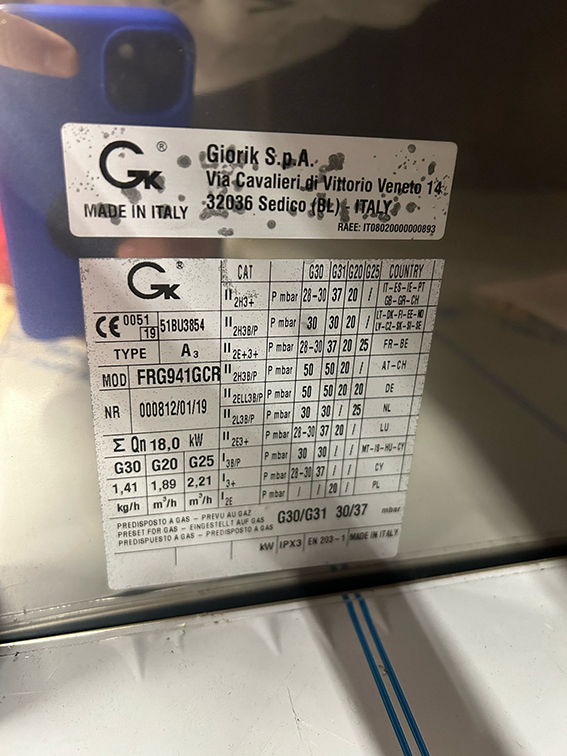 GK ®
MADE IN ITALY
Giorik S.p.A.
Via Cavalieri di Vittorio Veneto 14
32036 Sedico (BL) - ITALY
RAEE: IT08020000000893
GK ®
CE 0051 19 51BU3854
TYPE A3
MOD FRG941GCR
NR 000812/01/19
Σ Qn 18,0 kW
G30 G20 G25
1,41 1,89 2,21
kg/h m³/h m³/h
CAT G30 G31 G20 G25 COUNTRY
II2H3+ P mbar 28-30 37 20 / IT-ES-IE-PT GB-GR-CH
II2H3B/P P mbar 30 30 20 / LT-DK-FI-EE-NO LV-CZ-SK-SI-SE
II2E+3+ P mbar 28-30 37 20 25 FR-BE
II2H3B/P P mbar 50 50 20 / AT-CH
II2ELL3B/P P mbar 50 50 20 20 DE
II2L3B/P P mbar 30 30 / 25 NL
II2E3+ P mbar 28-30 37 20 / LU
I3B/P P mbar 30 30 / MT-IS-HU-CY
I3+ P mbar 28-30 37 / CY
I2E P mbar / / 20 / PL
PREDISPOSTO A GAS - PREVU AU GAZ
PRESET FOR GAS - EINGESTELLT AUF GAS
PREDISPUESTO A GAS - PREDISPOSTO A GAS
G30/G31 30/37 mbar
kW IPX3 EN 203-1 MADE IN ITALY